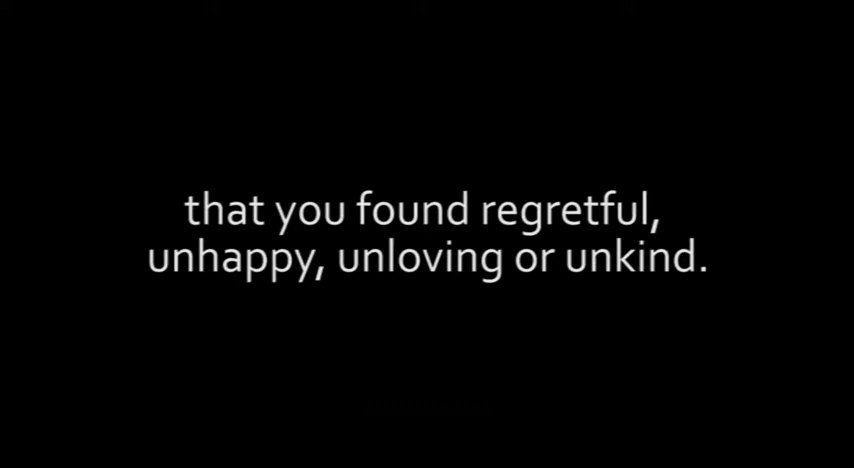 that you found regretful,
unhappy, unloving or unkind.